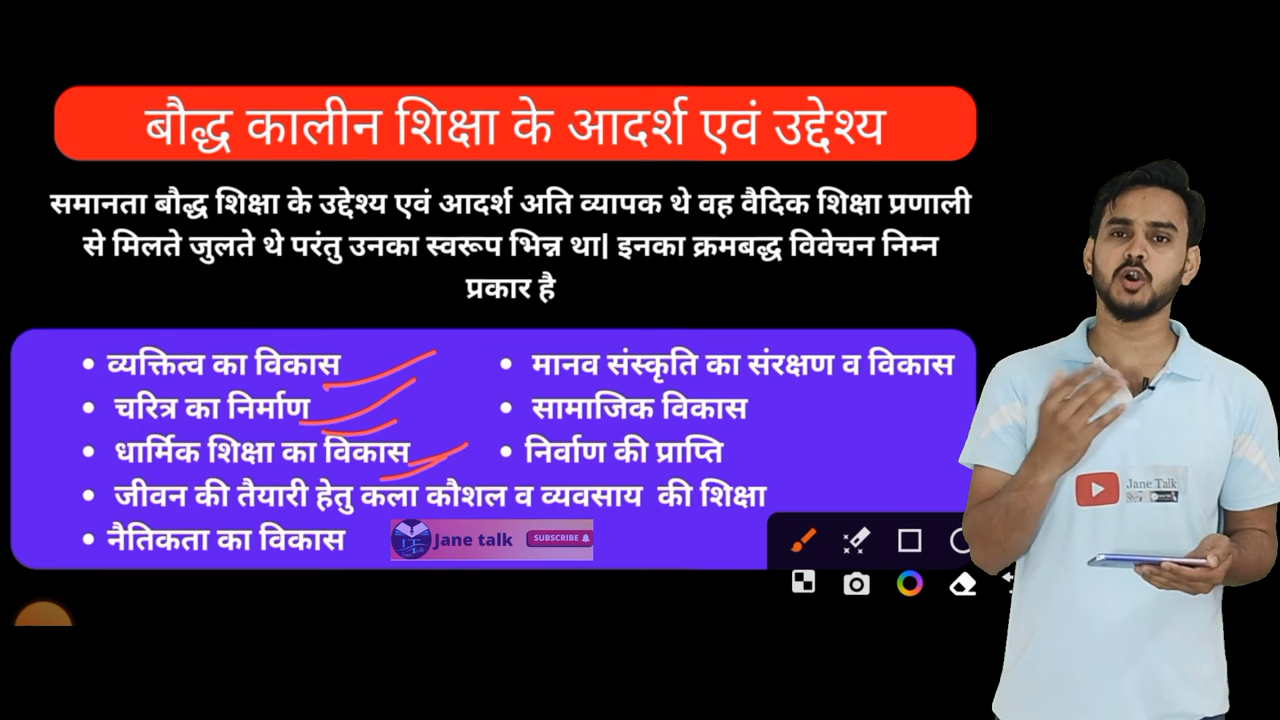 बौद्ध कालीन शिक्षा के आदर्श एवं उद्देश्य
समानता बौद्ध शिक्षा के उद्देश्य एवं आदर्श अति व्यापक थे वह वैदिक शिक्षा प्रणाली
से मिलते जुलते थे परंतु उनका स्वरूप भिन्न था| इनका क्रमबद्ध विवेचन निम्न
प्रकार है
• व्यक्तित्व का विकास
• चरित्र का निर्माण
• धार्मिक शिक्षा का विकास
• जीवन की तैयारी हेतु कला कौशल व व्यवसाय की शिक्षा
• नैतिकता का विकास
• मानव संस्कृति का संरक्षण व विकास
• सामाजिक विकास
• निर्वाण की प्राप्ति
Jane talk
SUBSCRIBE
Jane Talk